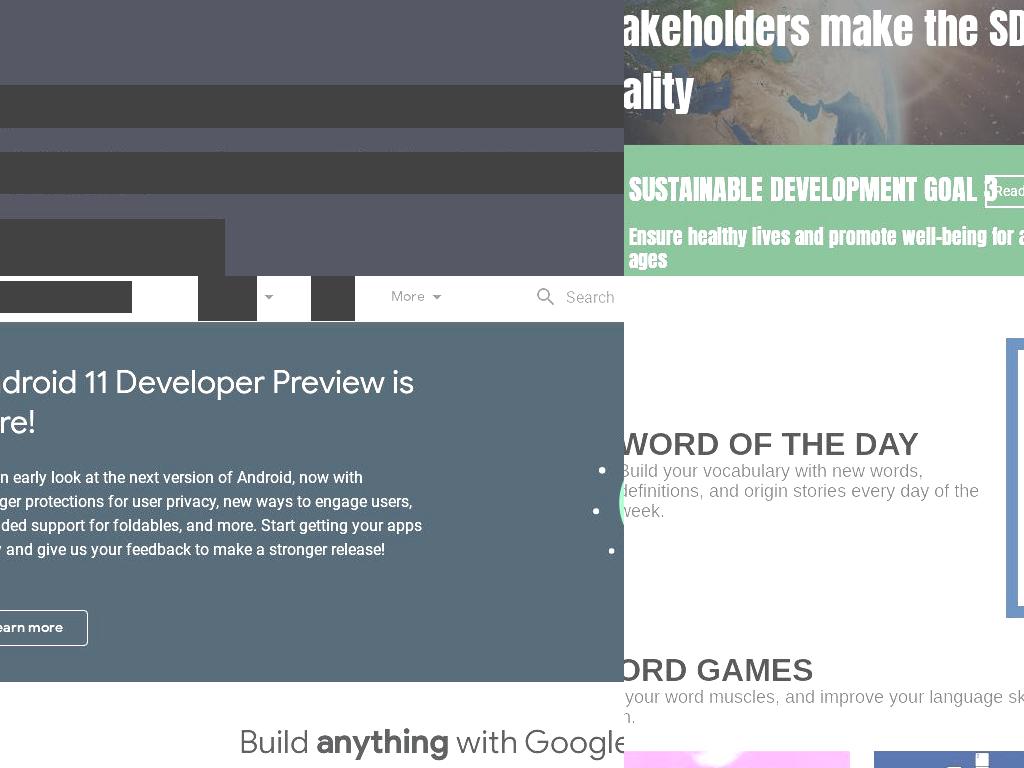 akeholders make the SD
ality
SUSTAINABLE DEVELOPMENT GOAL 3
Read
Ensure healthy lives and promote well-being for a
ages
More
Search
droid 11 Developer Preview is
re!
n early look at the next version of Android, now with
ger protections for user privacy, new ways to engage users,
ded support for foldables, and more. Start getting your apps
y and give us your feedback to make a stronger release!
earn more
Build anything with Google
WORD OF THE DAY
Build your vocabulary with new words,
definitions, and origin stories every day of the
week.
ORD GAMES
your word muscles, and improve your language sk
n.